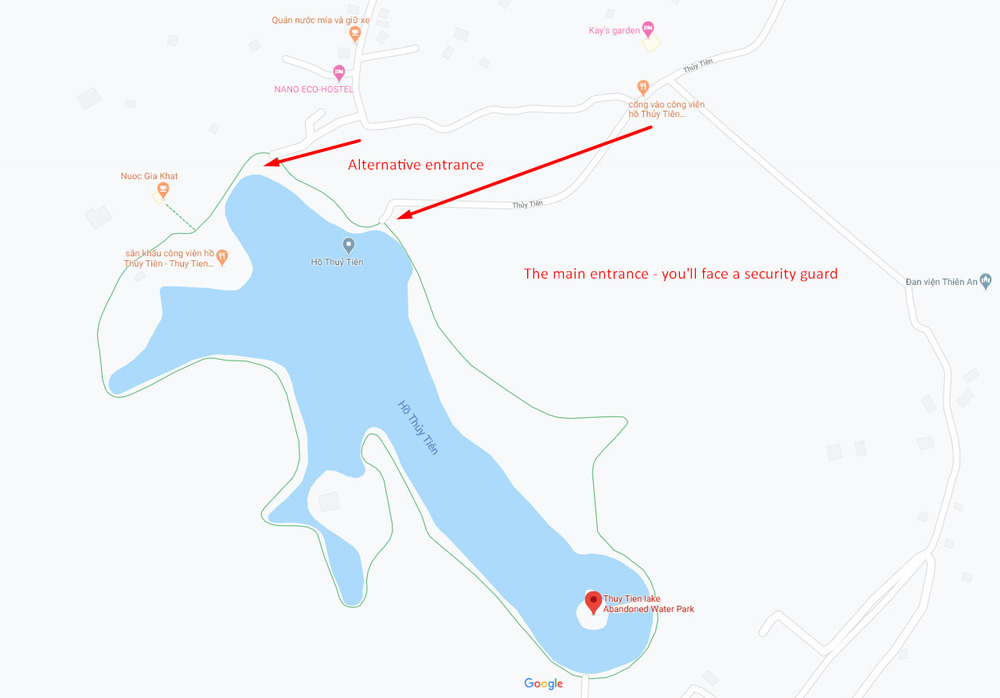 Quán nước mía và giữ xe
Kay's garden
Thủy Tiên
NANO ECO-HOSTEL
cổng vào công viên
hồ Thủy Tiên...
Alternative entrance
Nuoc Gia Khat
Thủy Tiên
sân khấu công viên hồ
Thủy Tiên - Thuy Tien...
Hồ Thuỷ Tiên
The main entrance - you'll face a security guard
Đan viện Thiên An
Hồ Thủy Tiên
Thuy Tien lake
Abandoned Water Park
Google